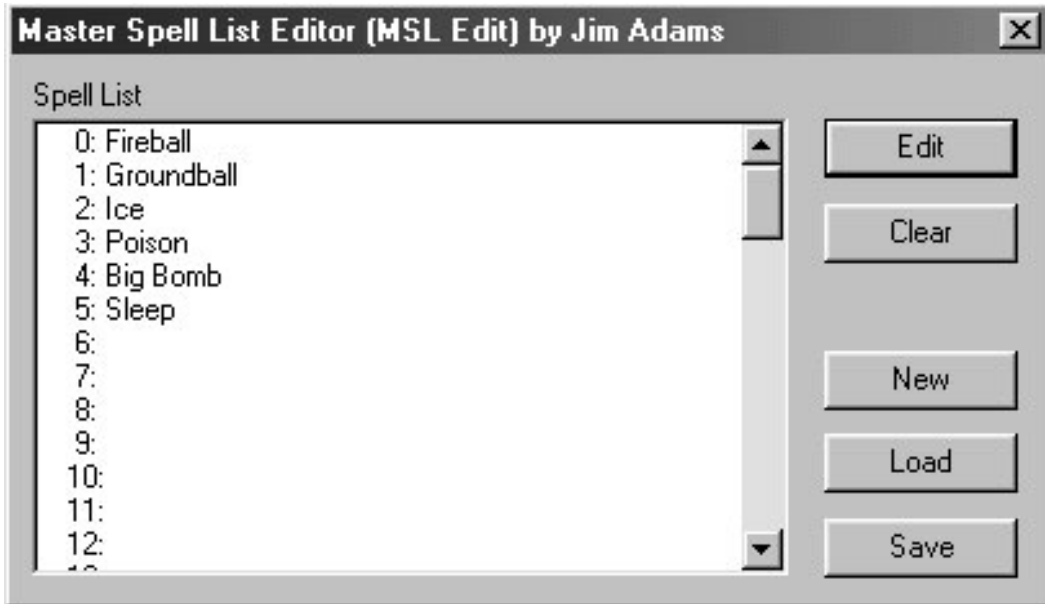 Master Spell List Editor (MSL Edit) by Jim Adams
Spell List
0: Fireball
1: Groundball
2: Ice
3: Poison
4: Big Bomb
5: Sleep
6:
7:
8:
9:
10:
11:
12:
Edit
Clear
New
Load
Save